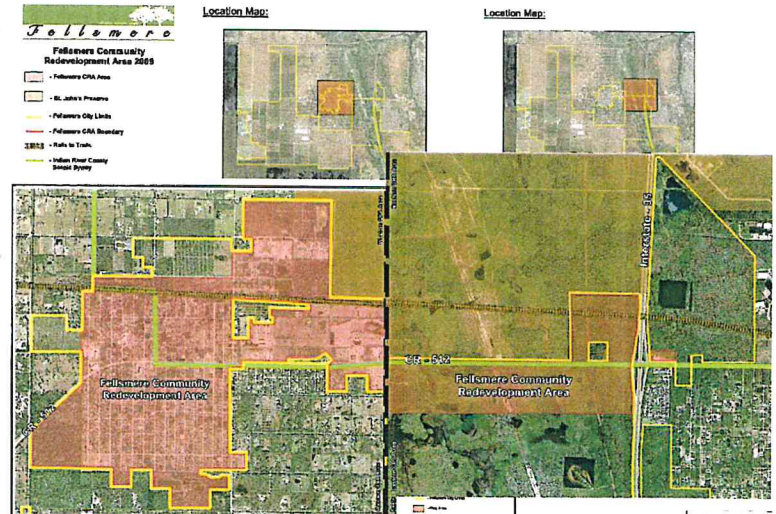 Location Map:
Location Map:
Fellsmere
Fellsmere Community
Redevelopment Area 2009
- Fellsmere CRA Area
- St. John's Preserve
- Fellsmere City Limits
- Fellsmere CRA Boundary
- Rails to Trails
- Indian River County
Scenic Byway
Interstate - 95
CR - 512
Fellsmere Community
Redevelopment Area
Fellsmere Community
Redevelopment Area